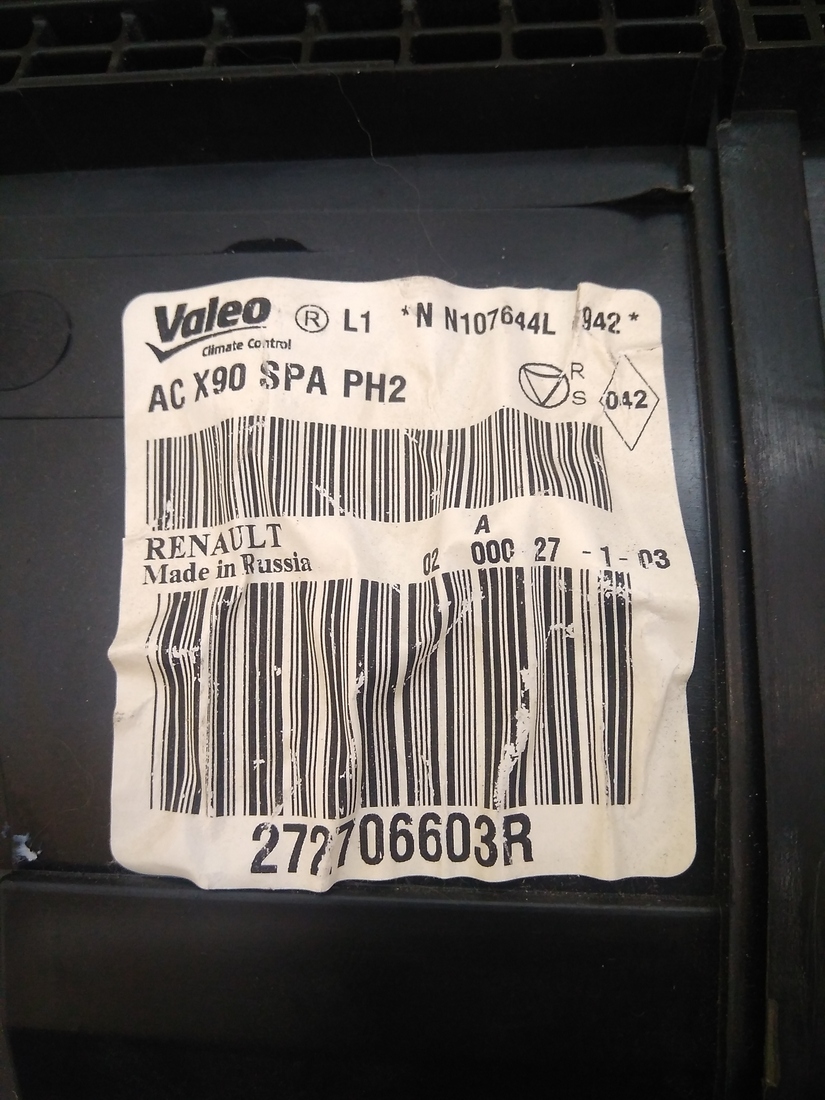 Valeo ® L1 *N N107644L 942 *
Climate Control
AC X90 SPA PH2
R
S
042
RENAULT
Made in Russia
A
02 000 27 -1- 03
272706603R